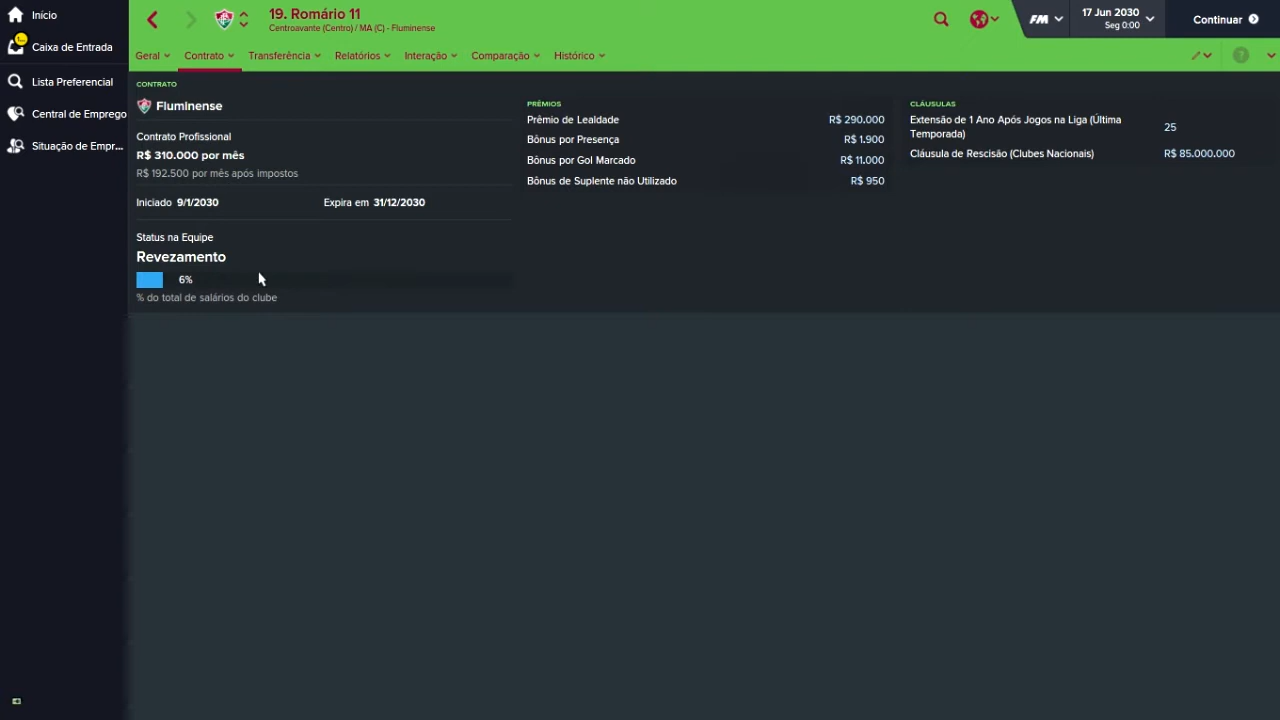 Início
Caixa de Entrada
Lista Preferencial
Central de Emprego
Situação de Empr...
19. Romário 11
Centroavante (Centro) / MA (C) - Fluminense
FM
17 Jun 2030
Seg 0:00
Continuar
Geral
Contrato
Transferência
Relatórios
Interação
Comparação
Histórico
?
CONTRATO
Fluminense
Contrato Profissional
R$ 310.000 por mês
R$ 192.500 por mês após impostos
Iniciado 9/1/2030 Expira em 31/12/2030
Status na Equipe
Revezamento
6%
% do total de salários do clube
PRÊMIOS
Prêmio de Lealdade R$ 290.000
Bônus por Presença R$ 1.900
Bônus por Gol Marcado R$ 11.000
Bônus de Suplente não Utilizado R$ 950
CLÁUSULAS
Extensão de 1 Ano Após Jogos na Liga (Última
Temporada) 25
Cláusula de Rescisão (Clubes Nacionais) R$ 85.000.000